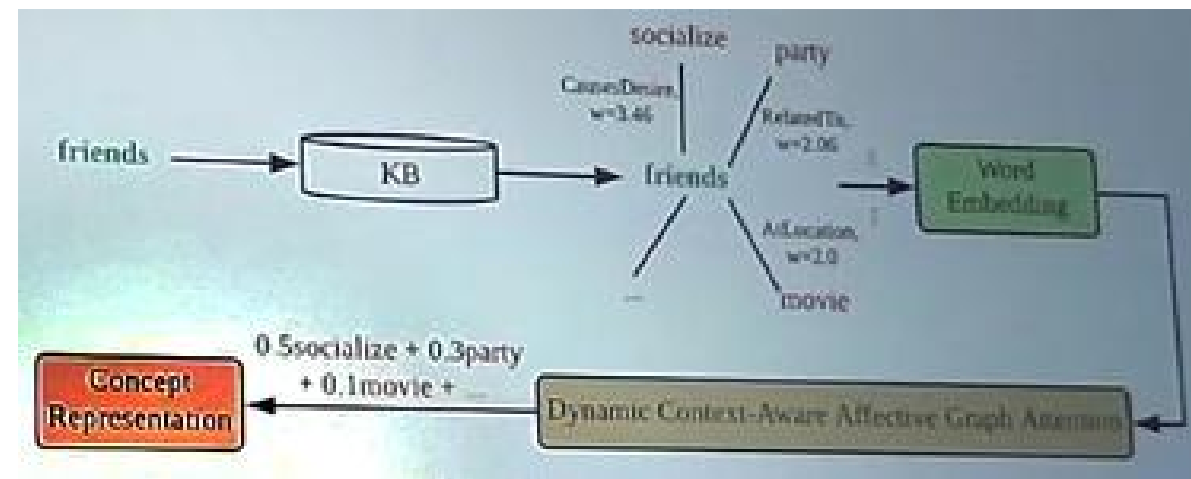 socialize
party
CausesDesire,
w=3.46
RelatedTo,
w=2.06
friends
KB
friends
Word
Embedding
AtLocation,
w=2.0
...
movie
0.5socialize + 0.3party
+ 0.1movie + ...
Concept
Representation
Dynamic Context-Aware Affective Graph Attention